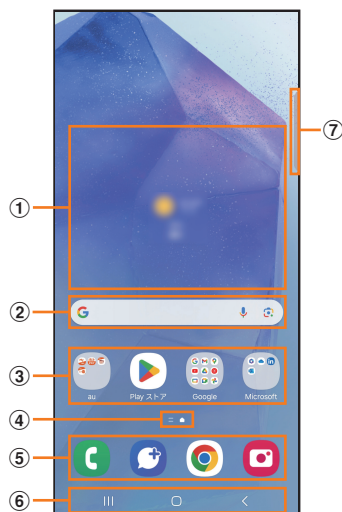 ①
⑦
②
③
au
Play ストア
Google
Microsoft
④
⑤
⑥